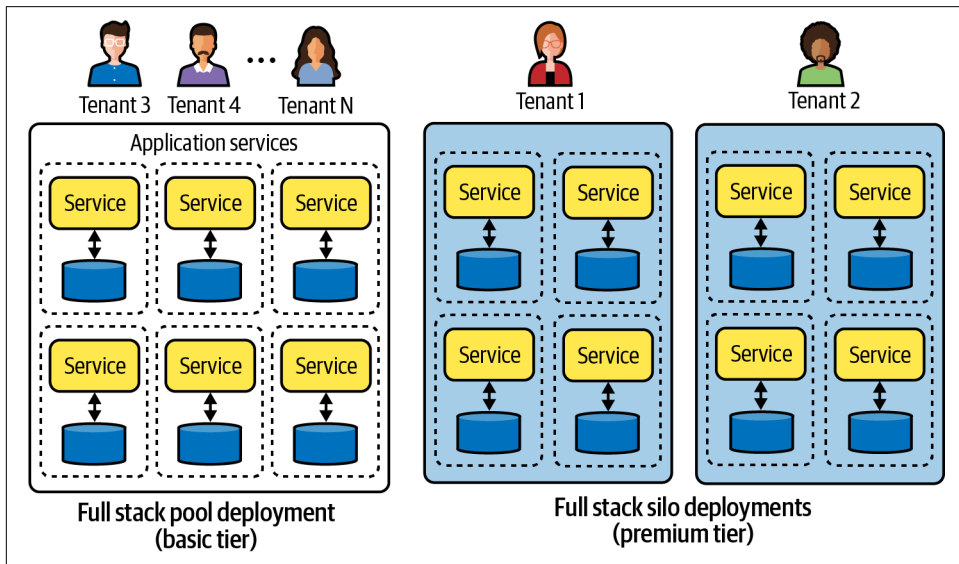 Tenant 3 Tenant 4 ... Tenant N
Tenant 1
Tenant 2
Application services
Service Service Service
Service Service Service
Full stack pool deployment
(basic tier)
Service Service
Service Service
Service Service
Service Service
Full stack silo deployments
(premium tier)